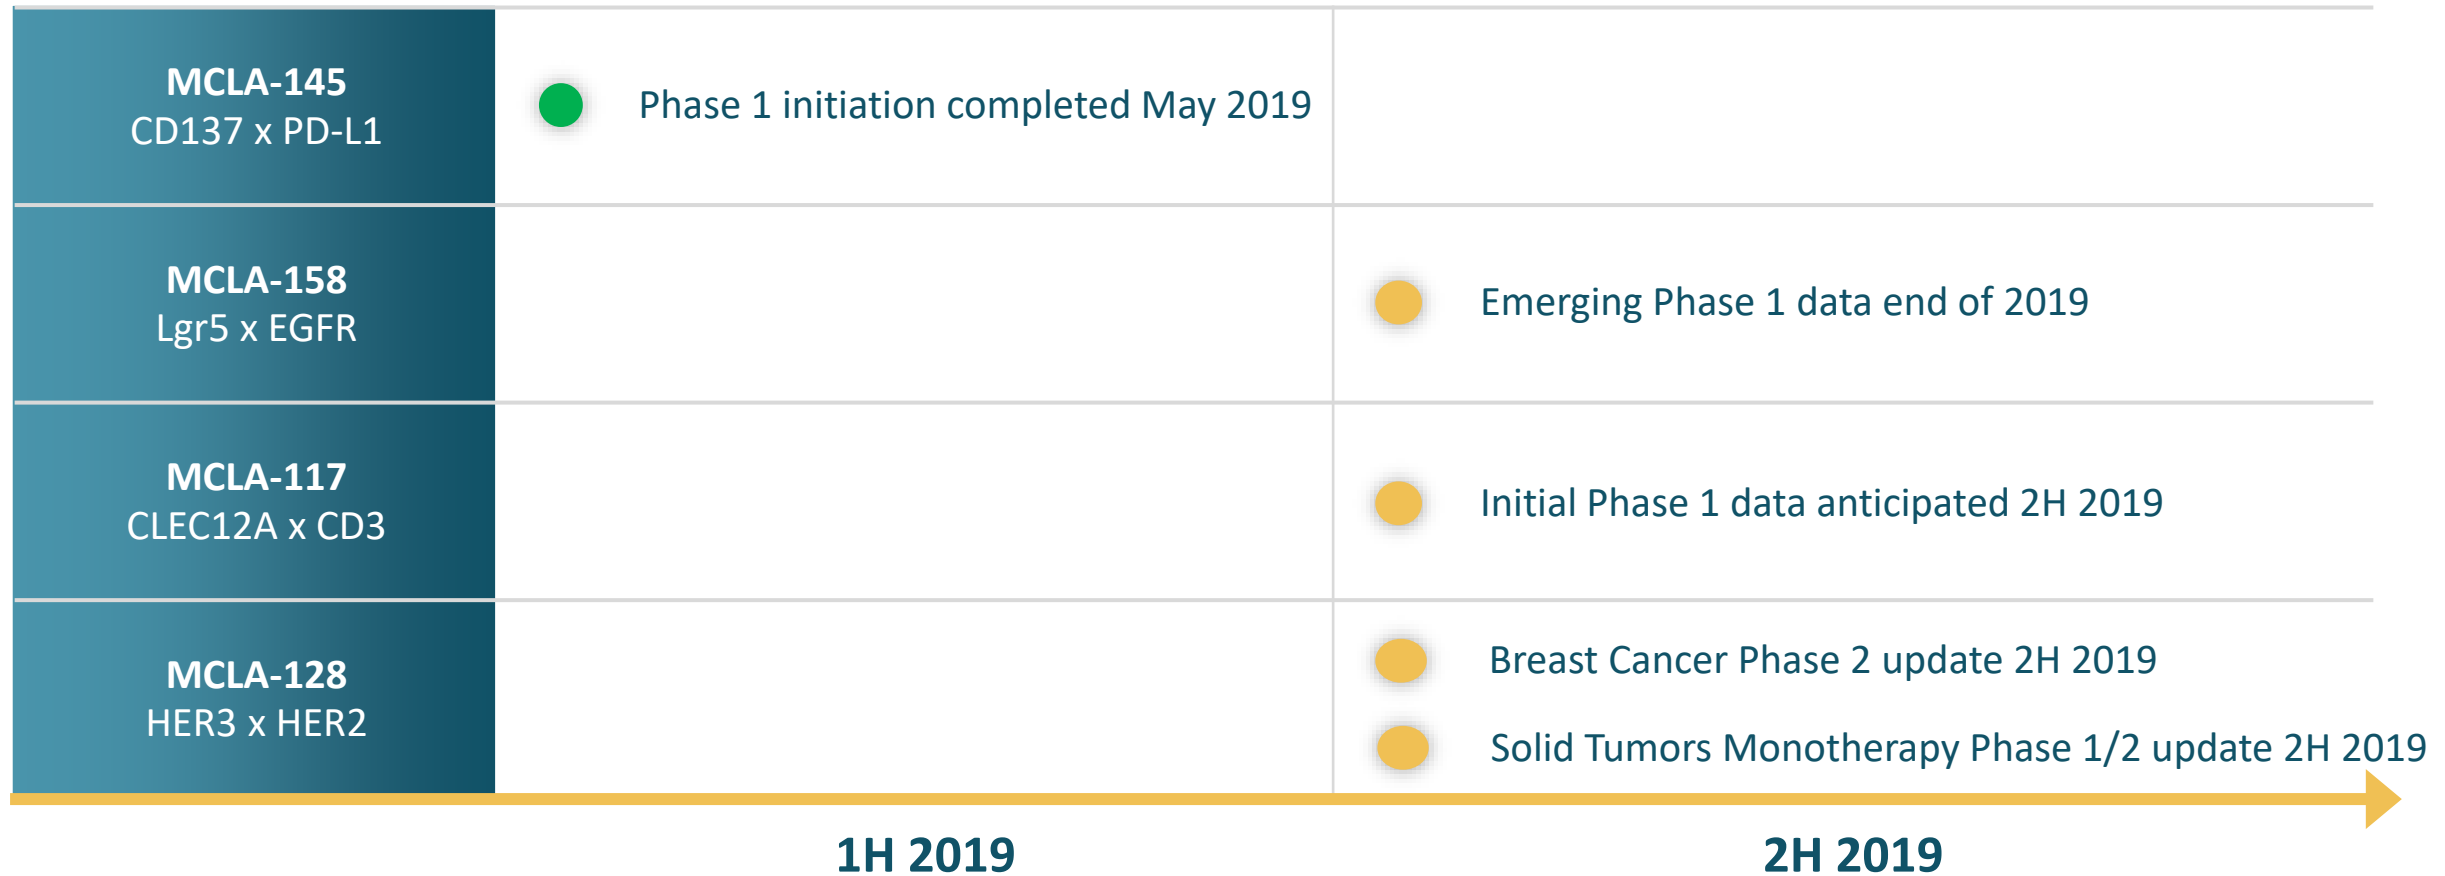 MCLA-145
CD137 x PD-L1
Phase 1 initiation completed May 2019
MCLA-158
Lgr5 x EGFR
Emerging Phase 1 data end of 2019
MCLA-117
CLEC12A x CD3
Initial Phase 1 data anticipated 2H 2019
MCLA-128
HER3 x HER2
Breast Cancer Phase 2 update 2H 2019
Solid Tumors Monotherapy Phase 1/2 update 2H 2019
1H 2019
2H 2019